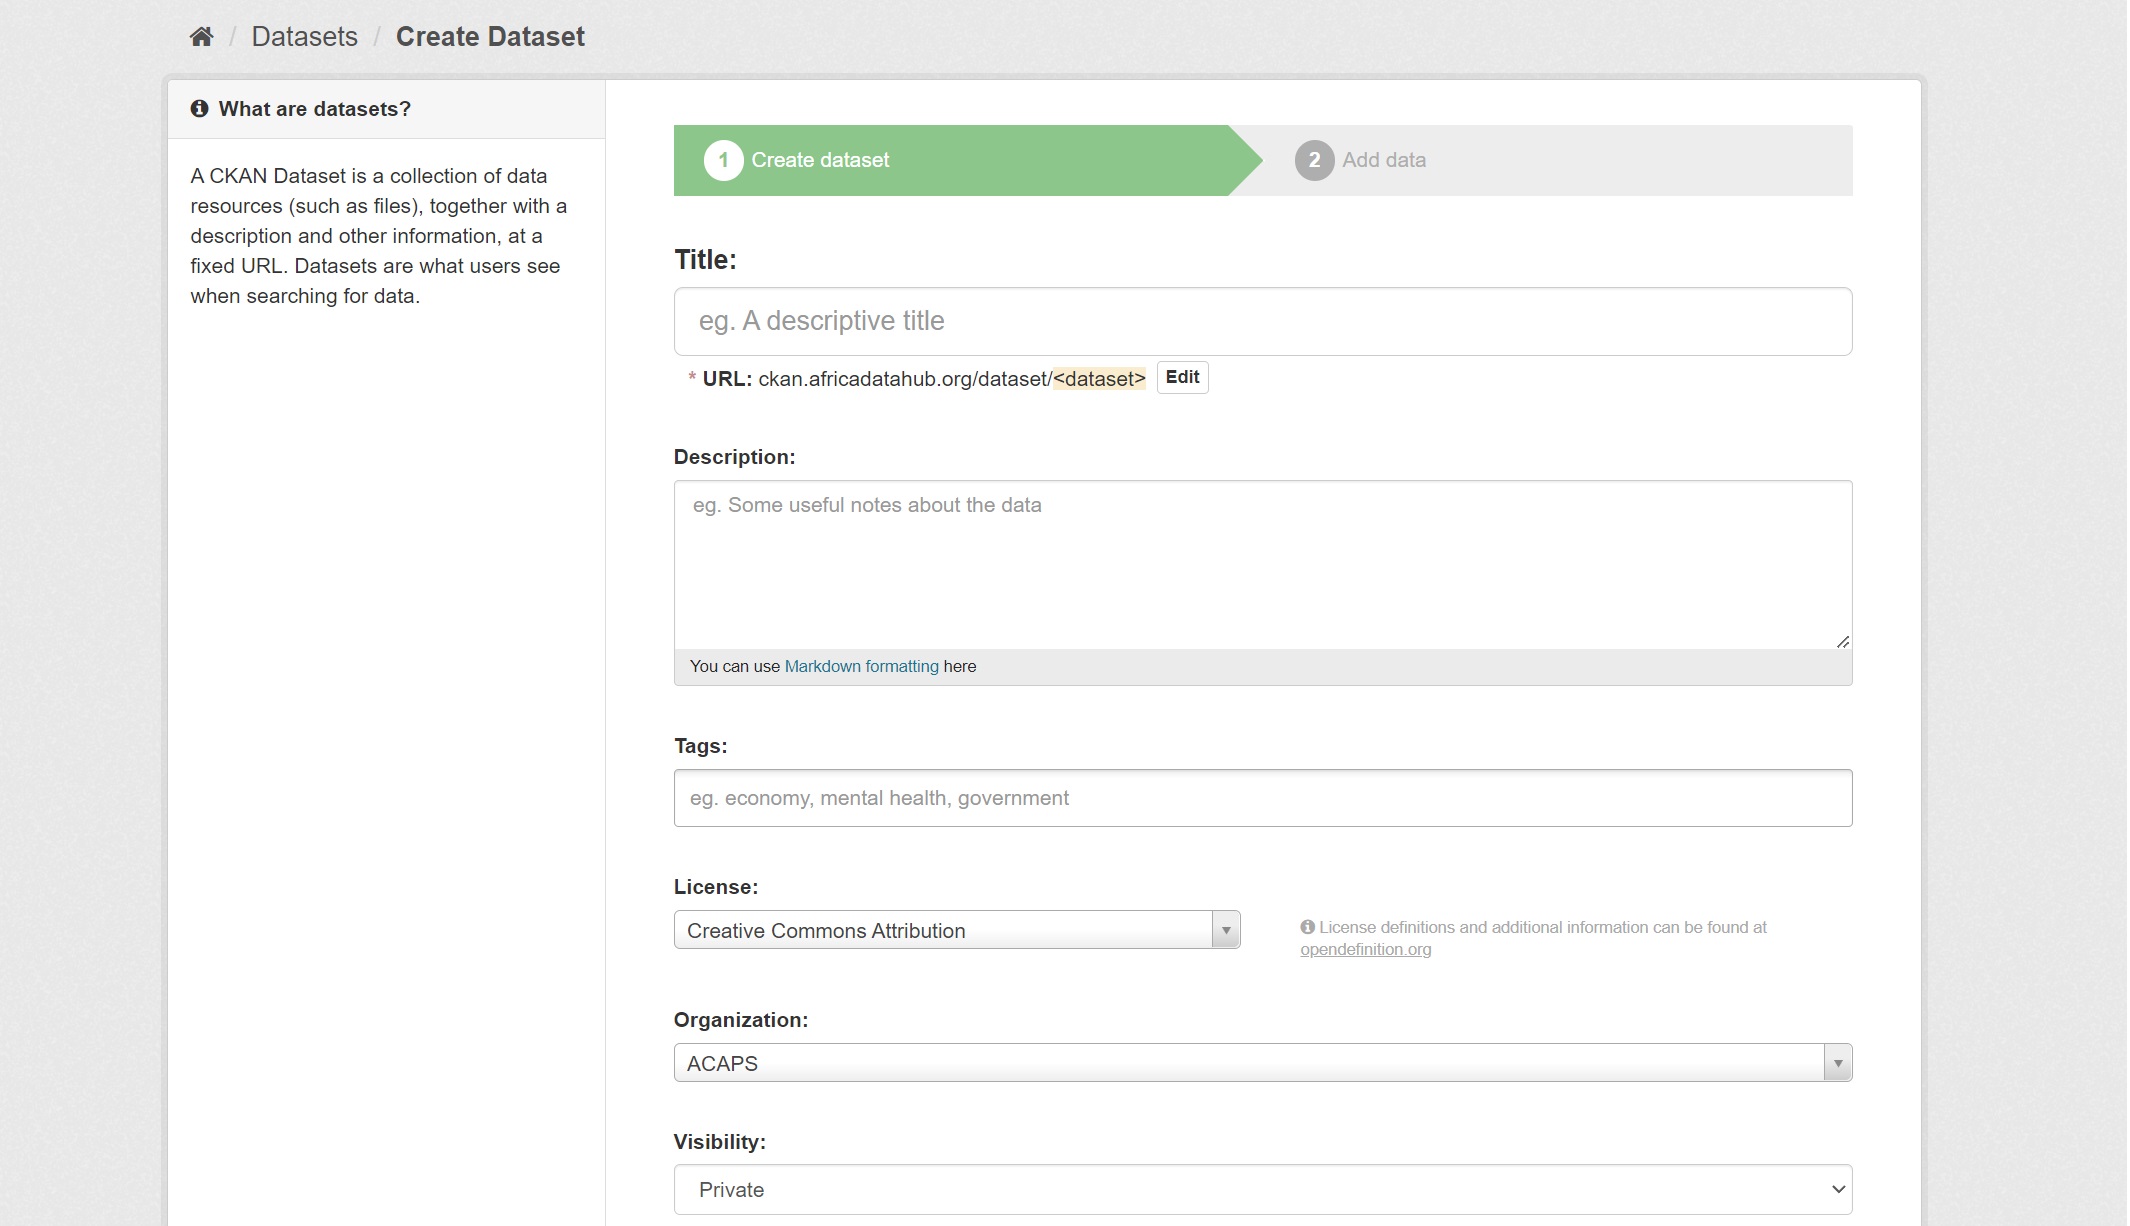 / Datasets / Create Dataset
What are datasets?
A CKAN Dataset is a collection of data
resources (such as files), together with a
description and other information, at a
fixed URL. Datasets are what users see
when searching for data.
1 Create dataset
2 Add data
Title:
eg. A descriptive title
* URL: ckan.africadatahub.org/dataset/<dataset> Edit
Description:
eg. Some useful notes about the data
You can use Markdown formatting here
Tags:
eg. economy, mental health, government
License:
Creative Commons Attribution
License definitions and additional information can be found at
opendefinition.org
Organization:
ACAPS
Visibility:
Private